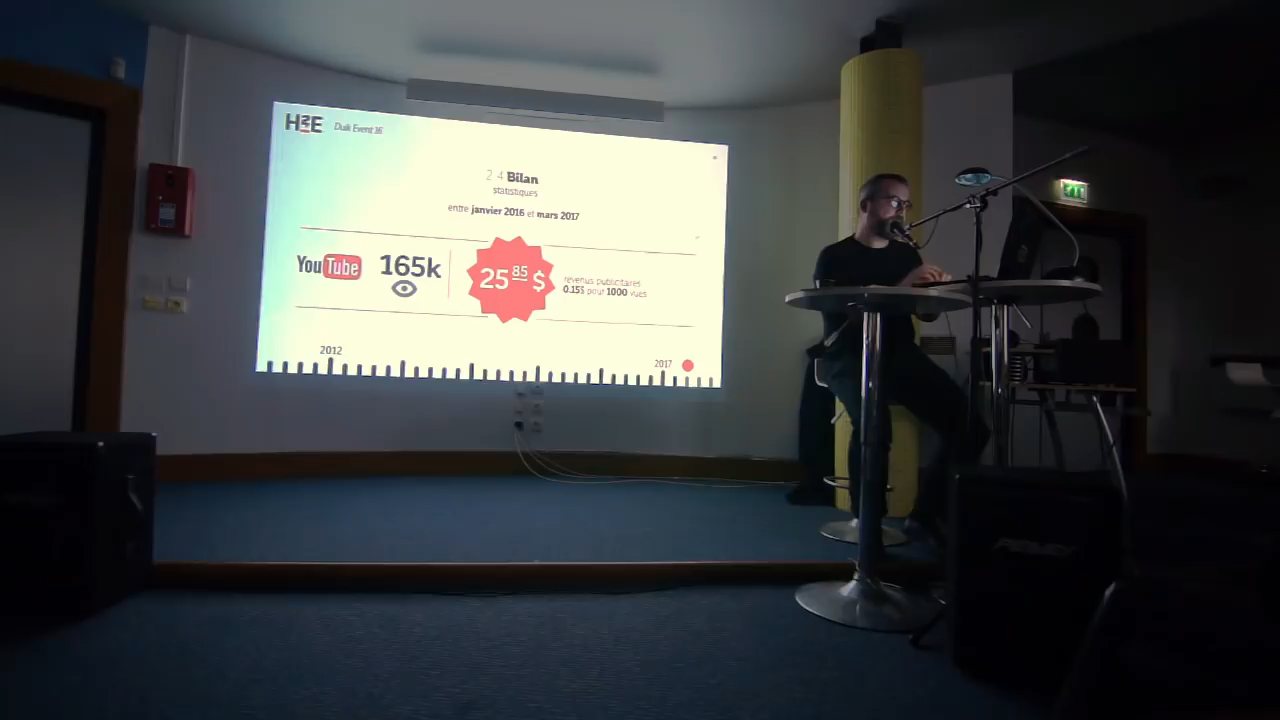 Duik Event 16
2 4 Bilan
statistiques
entre janvier 2016 et mars 2017
YouTube
165k
25 85 $
revenus publicitaires
0.15$ pour 1000 vues
2012
2017